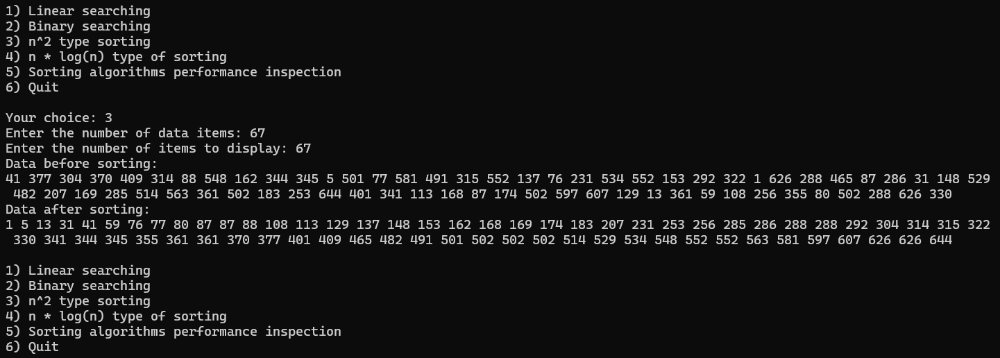 1) Linear searching
2) Binary searching
3) n^2 type sorting
4) n * log(n) type of sorting
5) Sorting algorithms performance inspection
6) Quit
Your choice: 3
Enter the number of data items: 67
Enter the number of items to display: 67
Data before sorting:
41 377 304 370 409 314 88 548 162 344 345 5 501 77 581 491 315 552 137 76 231 534 552 153 292 322 1 626 288 465 87 286 31 148 529
482 207 169 285 514 563 361 502 183 253 644 401 341 113 168 87 174 502 597 607 129 13 361 59 108 256 355 80 502 288 626 330
Data after sorting:
1 5 13 31 41 59 76 77 80 87 87 88 108 113 129 137 148 153 162 168 169 174 183 207 231 253 256 285 286 288 288 292 304 314 315 322
330 341 344 345 355 361 361 370 377 401 409 465 482 491 501 502 502 502 514 529 534 548 552 552 563 581 597 607 626 626 644
1) Linear searching
2) Binary searching
3) n^2 type sorting
4) n * log(n) type of sorting
5) Sorting algorithms performance inspection
6) Quit